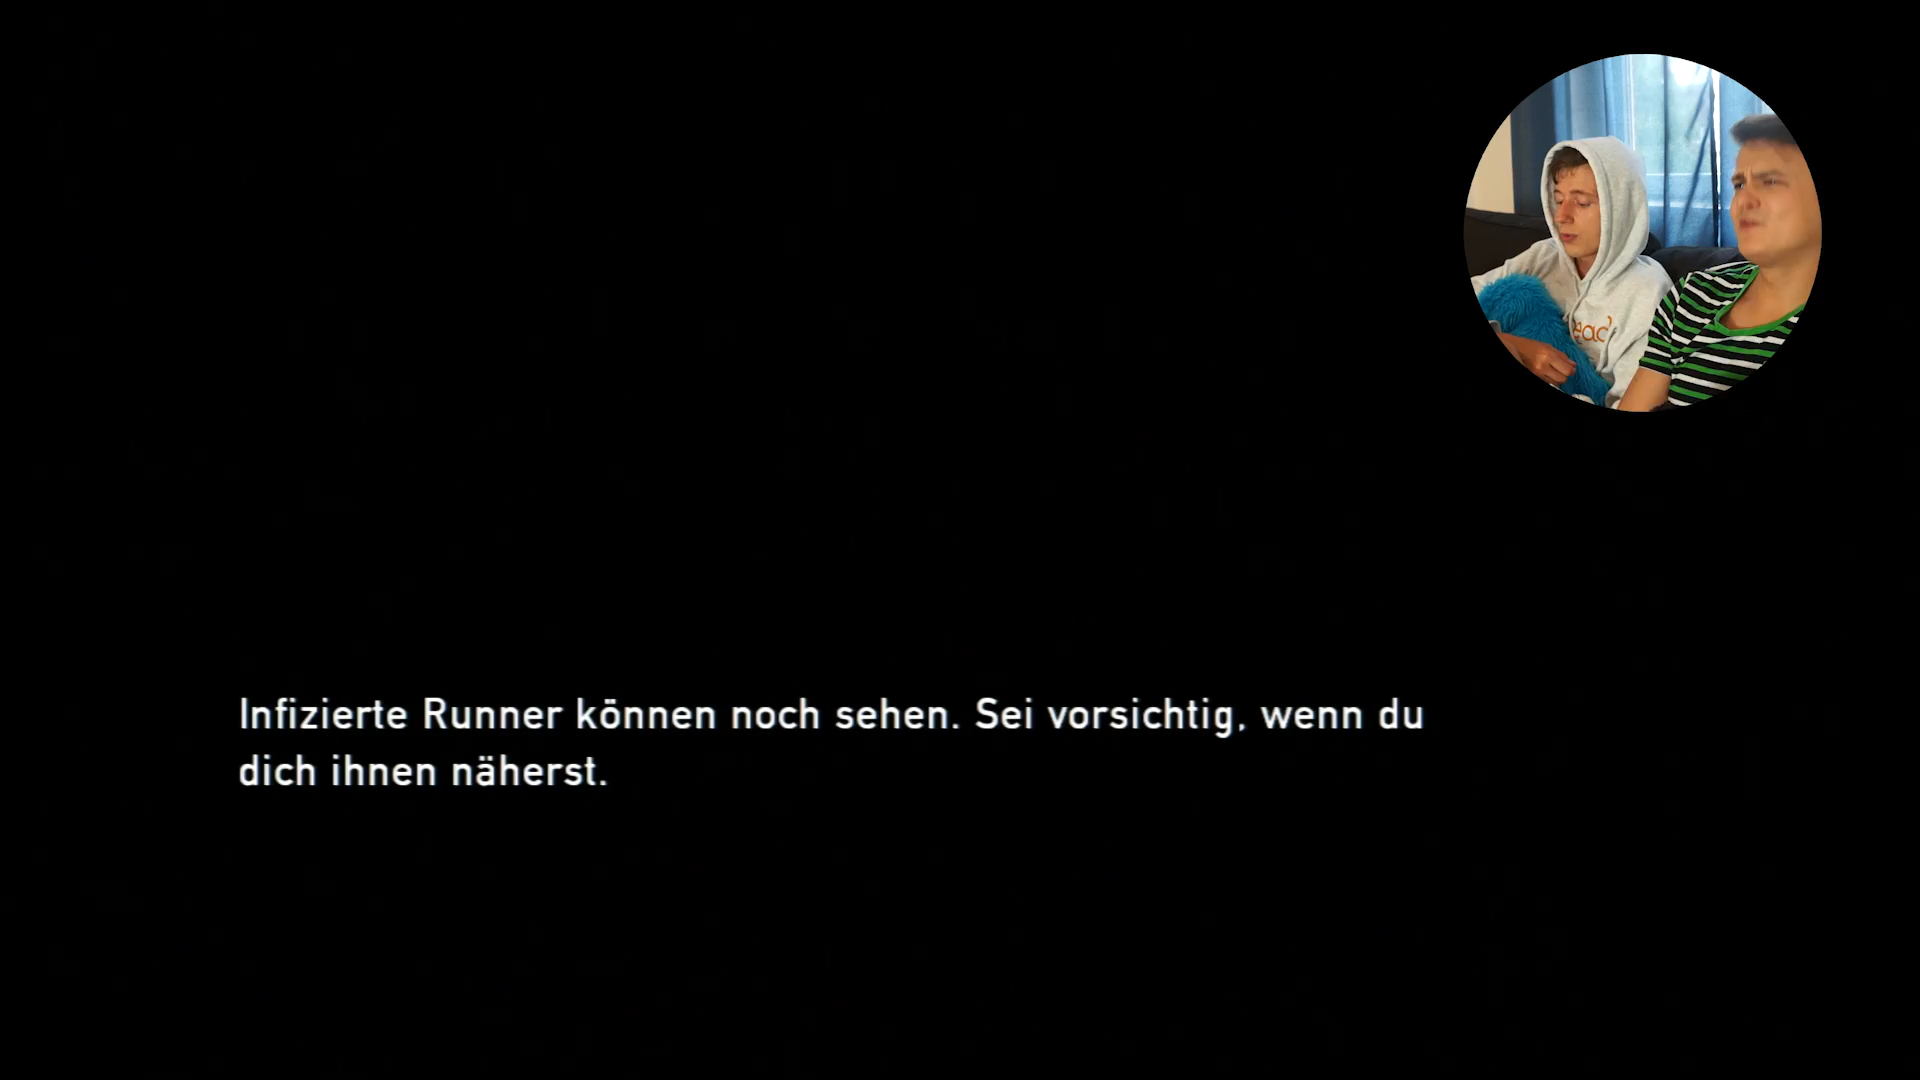 Infizierte Runner können noch sehen. Sei vorsichtig, wenn du
dich ihnen näherst.